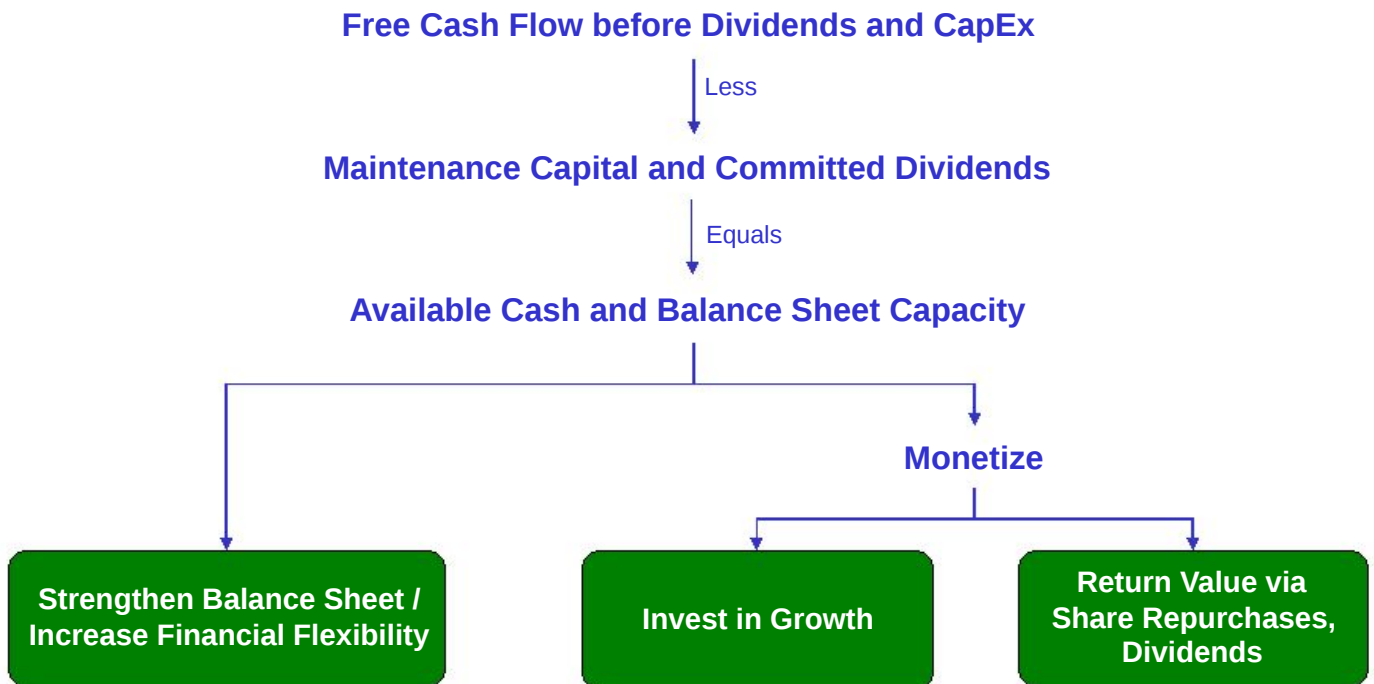 Free Cash Flow before Dividends and CapEx
Less
Maintenance Capital and Committed Dividends
Equals
Available Cash and Balance Sheet Capacity
Monetize
Strengthen Balance Sheet /
Increase Financial Flexibility
Invest in Growth
Return Value via
Share Repurchases,
Dividends